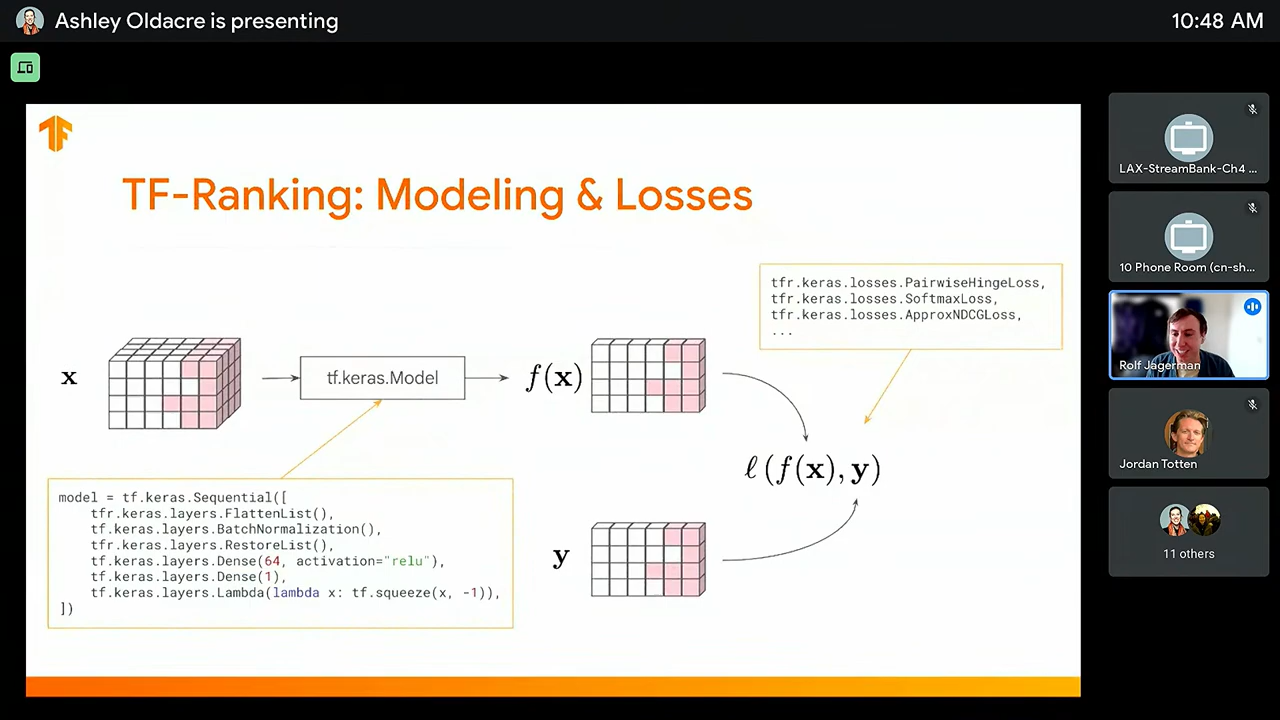 Ashley Oldacre is presenting
10:48 AM
TF-Ranking: Modeling & Losses
tfr.keras.losses.PairwiseHingeLoss,
tfr.keras.losses.SoftmaxLoss,
tfr.keras.losses.ApproxNDCGLoss,
...
x
tf.keras.Model
f(x)
ℓ (f(x), y)
model = tf.keras.Sequential([
    tfr.keras.layers.FlattenList(),
    tf.keras.layers.BatchNormalization(),
    tfr.keras.layers.RestoreList(),
    tf.keras.layers.Dense(64, activation="relu"),
    tf.keras.layers.Dense(1),
    tf.keras.layers.Lambda(lambda x: tf.squeeze(x, -1)),
])
y
LAX-StreamBank-Ch4 ...
10 Phone Room (cn-sh...
Rolf Jagerman
Jordan Totten
11 others